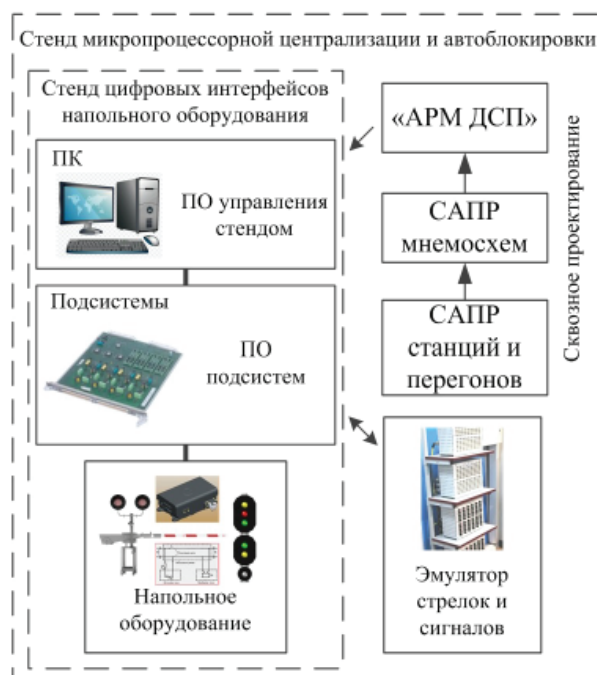 Стенд микропроцессорной централизации и автоблокировки
Стенд цифровых интерфейсов
напольного оборудования
ПК
ПО управления
стендом
Подсистемы
ПО
подсистем
Напольное
оборудование
«АРМ ДСП»
САПР
мнемосхем
САПР
станций и
перегонов
Сквозное проектирование
Эмулятор
стрелок и
сигналов